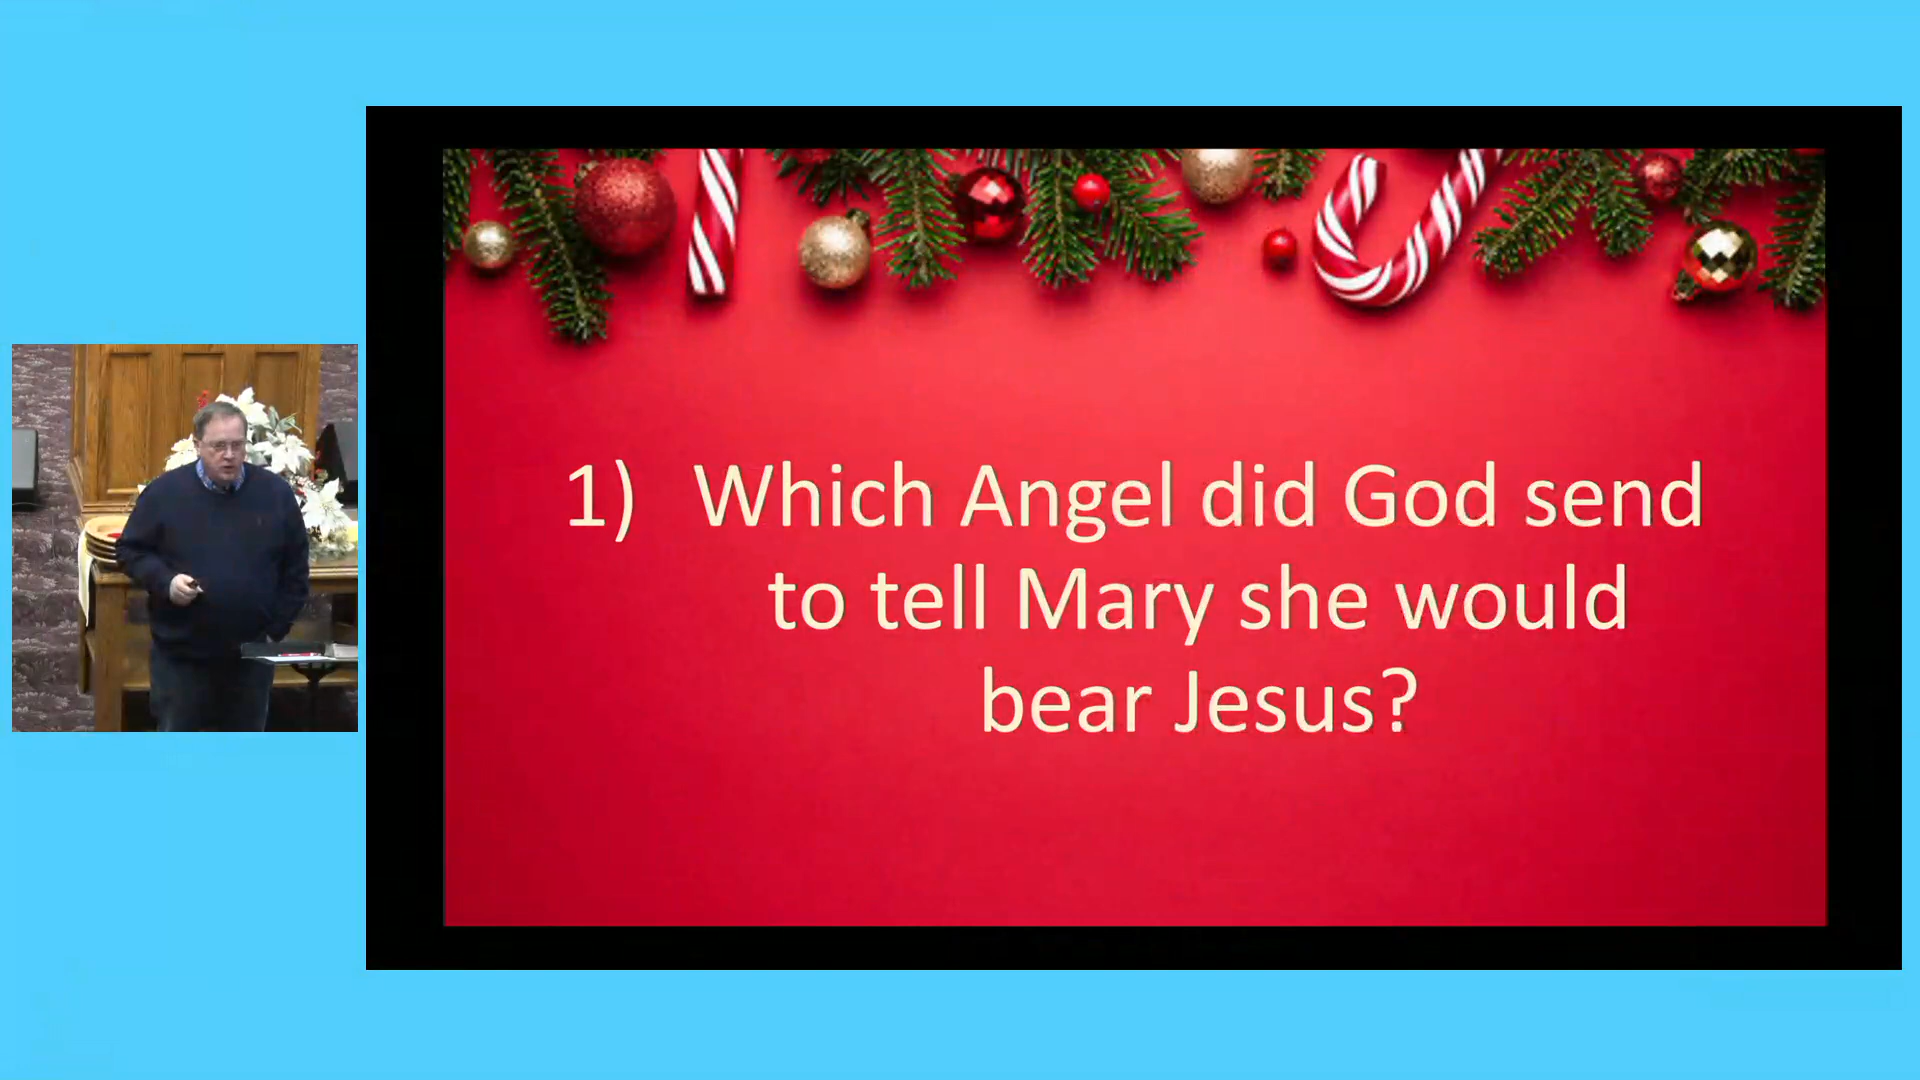 1) Which Angel did God send
to tell Mary she would
bear Jesus?